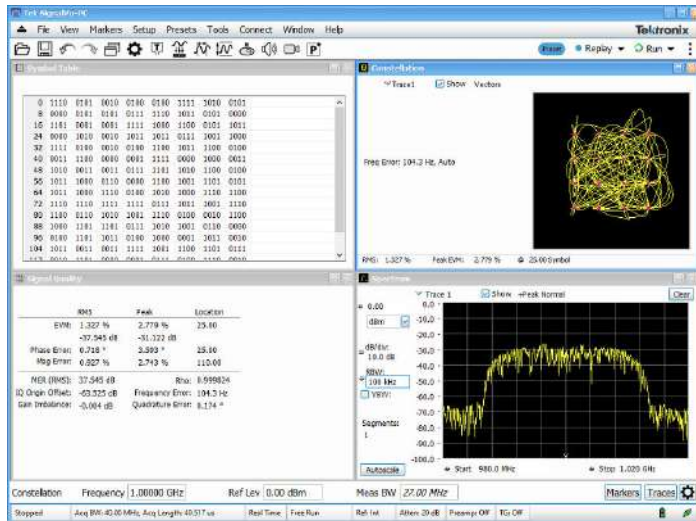 Tek SignalVu-PC
File View Markers Setup Presets Tools Connect Window Help
Tektronix
Preset Replay Run
Symbol Table
0 1110 0101 0010 0100 0100 1111 1010 0101
8 0000 0101 0101 0111 1110 1011 0101 0000
16 1101 0001 0001 1111 1000 1100 0101 1011
24 0000 1010 0010 1011 1011 0111 1001 1000
32 1111 0100 0010 0100 1100 1011 1100 0100
40 0011 1100 0000 0001 1111 0000 1000 0011
48 1010 0011 0011 0111 1101 1010 1100 0100
56 1011 1000 0110 0000 1100 1001 1101 0101
64 1011 1000 1110 0100 1010 1000 1110 1100
72 1110 1110 1111 1111 0111 1011 1001 1101
80 1100 0110 1010 1001 2110 0100 0010 1100
88 1000 1101 1101 0111 1010 1001 0110 0000
96 0100 1101 1011 0100 1000 0001 1011 0010
104 1011 0011 0011 1111 1001 1100 1101 0111
Constellation
Trace1 Show Vectors
Freq Error: 104.3 Hz, Auto
RMS: 1.327 % Peak EVM: 2.779 % @ 25.00 Symbol
Signal Quality
RMS Peak Location
EVM: 1.327 % 2.779 % 25.00
-37.545 dB -31.122 dB
Phase Error: 0.718 ° 3.503 ° 25.00
Mag Error: 0.927 % 2.743 % 110.00
MER (RMS): 37.545 dB Rho: 0.999824
IQ Origin Offset: -63.525 dB Frequency Error: 104.3 Hz
Gain Imbalance: -0.004 dB Quadrature Error: 0.174 °
Spectrum
Trace 1 Show +Peak Normal Clear
0.00
dBm
dB/div:
10.0 dB
RBW:
100 kHz
VBW:
Segments:
1
Autoscale
0.0
-10.0
-20.0
-30.0
-40.0
-50.0
-60.0
-70.0
-80.0
-90.0
-100.0
Start 980.0 MHz Stop 1.020 GHz
Constellation Frequency 1.00000 GHz Ref Lev 0.00 dBm Meas BW 27.00 MHz Markers Traces
Stopped Acq BW: 40.00 MHz, Acq Length: 40.517 us Real Time Free Run Ref: Int Atten: 20 dB Preamp: Off TG: Off